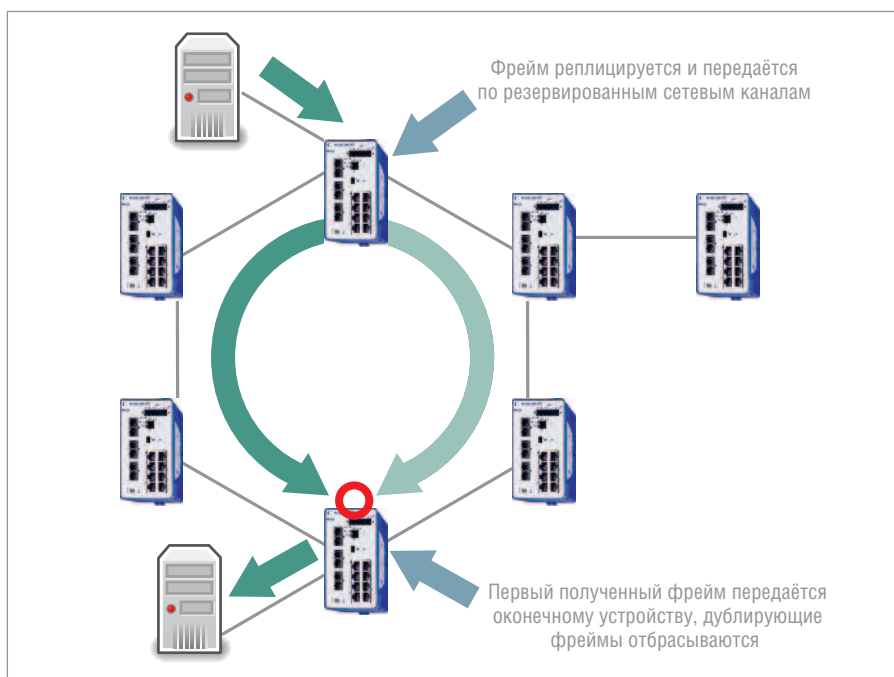 Фрейм реплицируется и передаётся
по резервированным сетевым каналам
Первый полученный фрейм передаётся
оконечному устройству, дублирующие
фреймы отбрасываются